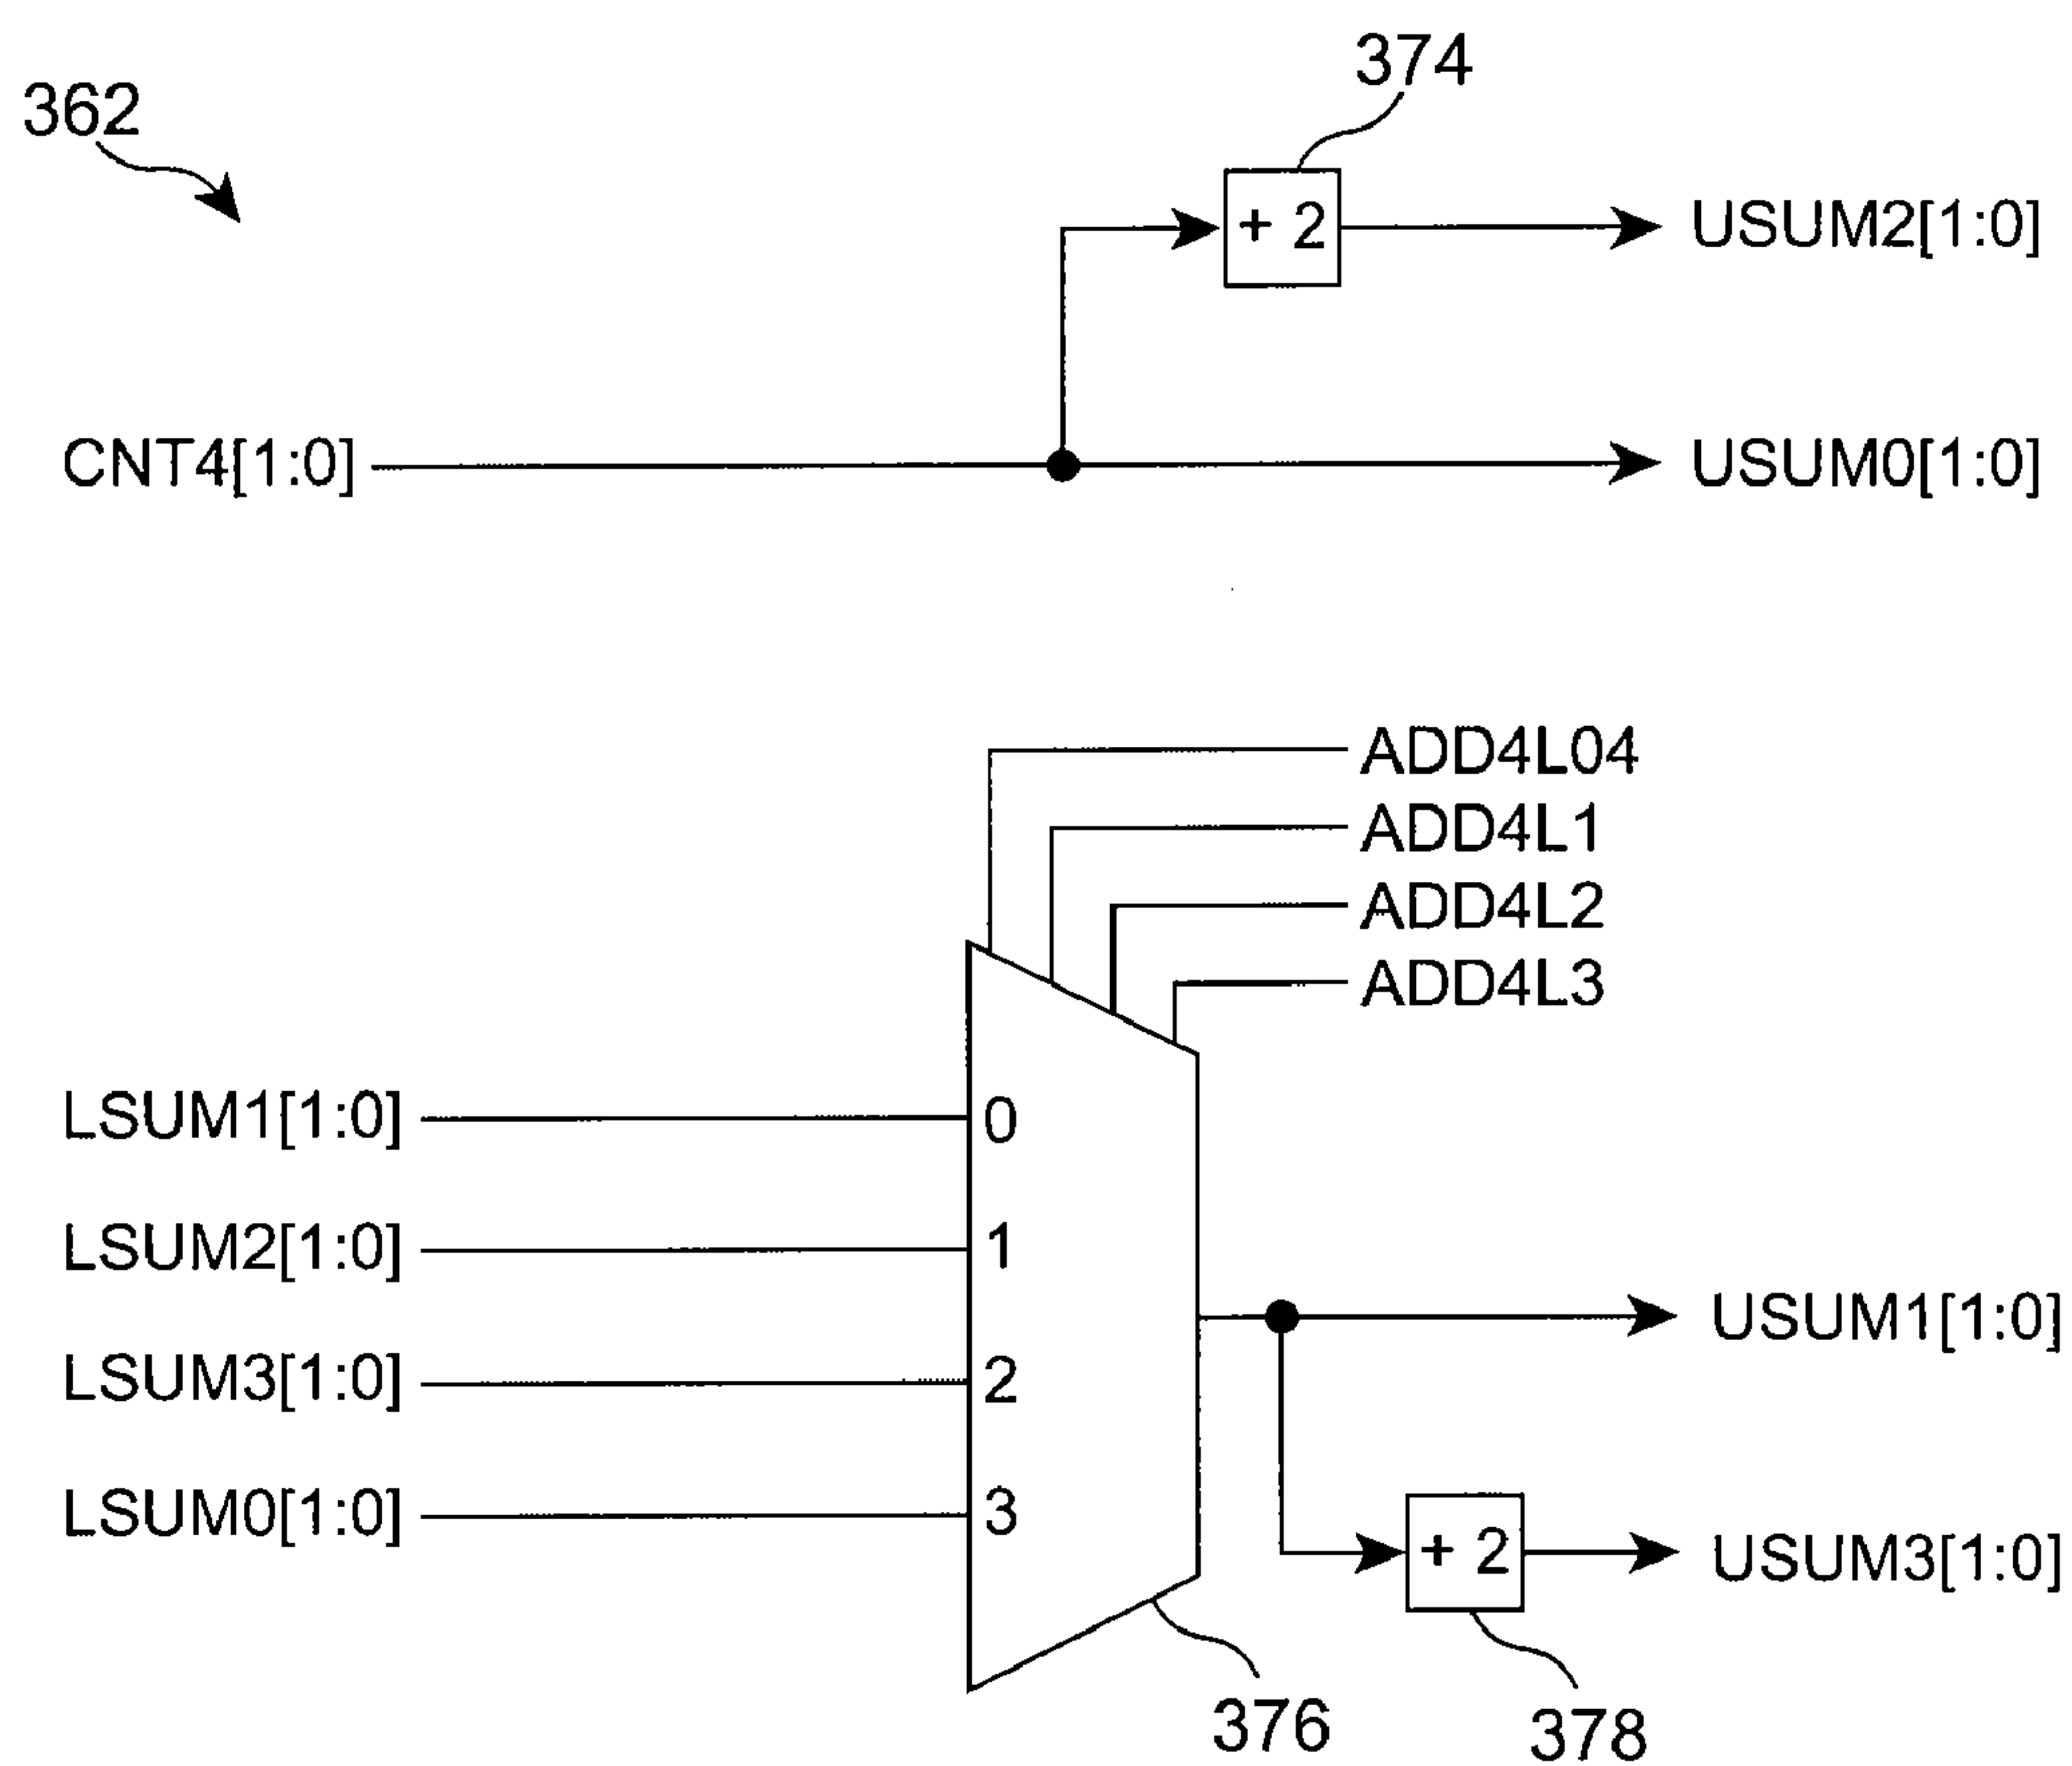 374
362
+ 2
USUM2[1:0]
CNT4[1:0]
USUM0[1:0]
ADD4L04
ADD4L1
ADD4L2
ADD4L3
LSUM1[1:0]
0
LSUM2[1:0]
1
USUM1[1:0]
LSUM3[1:0]
2
LSUM0[1:0]
3
+ 2
USUM3[1:0]
376
378